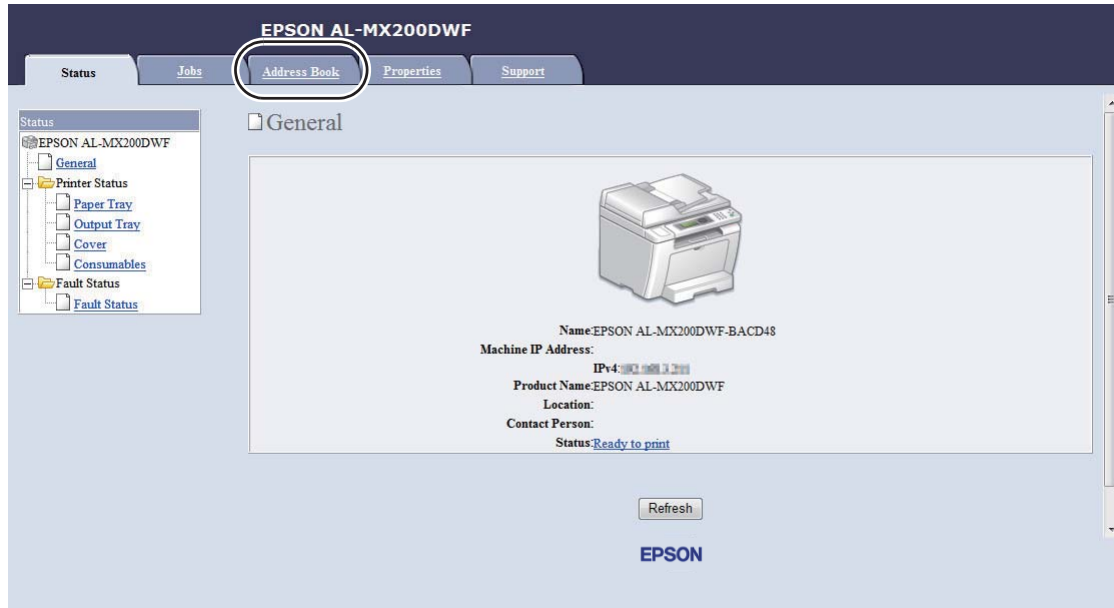 EPSON AL-MX200DWF
Status Jobs Address Book Properties Support
Status
EPSON AL-MX200DWF
General
Printer Status
Paper Tray
Output Tray
Cover
Consumables
Fault Status
Fault Status
General
Name:EPSON AL-MX200DWF-BACD48
Machine IP Address:
IPv4:
Product Name:EPSON AL-MX200DWF
Location:
Contact Person:
Status:Ready to print
Refresh
EPSON